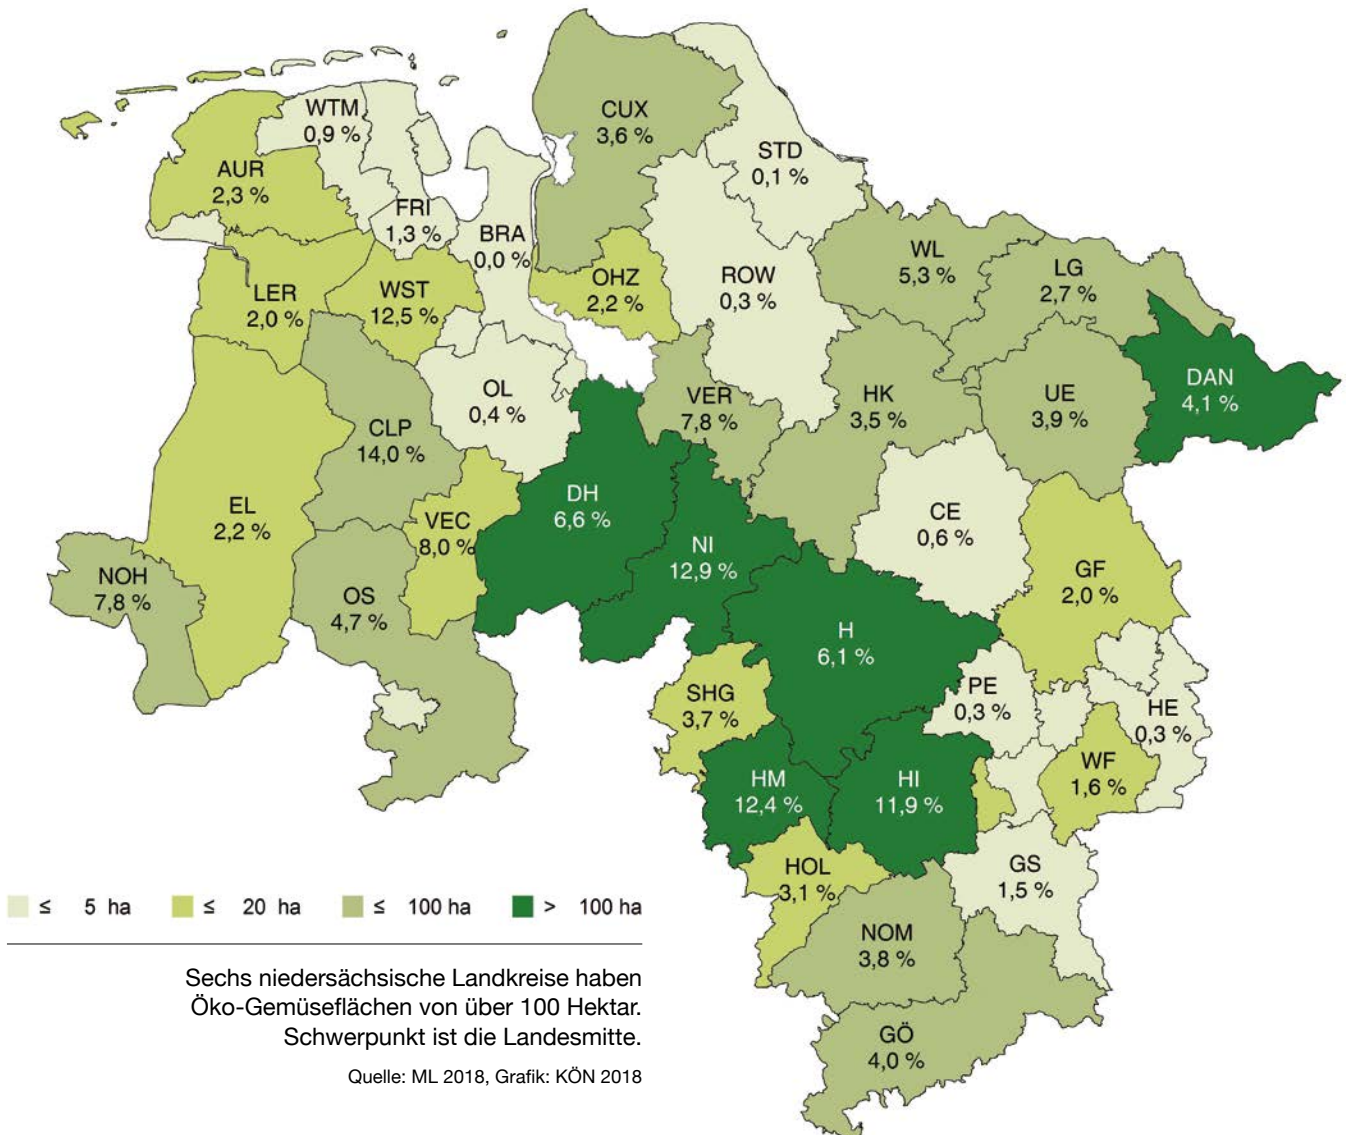 CUX
3,6 %
WTM
0,9 %
STD
0,1 %
AUR
2,3 %
FRI
1,3 %
BRA
0,0 %
WL
5,3 %
LG
2,7 %
OHZ
2,2 %
ROW
0,3 %
LER
2,0 %
WST
12,5 %
DAN
4,1 %
OL
0,4 %
VER
7,8 %
HK
3,5 %
UE
3,9 %
CLP
14,0 %
EL
2,2 %
DH
6,6 %
VEC
8,0 %
CE
0,6 %
NI
12,9 %
NOH
7,8 %
GF
2,0 %
OS
4,7 %
H
6,1 %
SHG
3,7 %
PE
0,3 %
HE
0,3 %
WF
1,6 %
HM
12,4 %
HI
11,9 %
HOL
3,1 %
GS
1,5 %
NOM
3,8 %
GÖ
4,0 %
≤ 5 ha ≤ 20 ha ≤ 100 ha > 100 ha
Sechs niedersächsische Landkreise haben
Öko-Gemüseflächen von über 100 Hektar.
Schwerpunkt ist die Landesmitte.
Quelle: ML 2018, Grafik: KÖN 2018